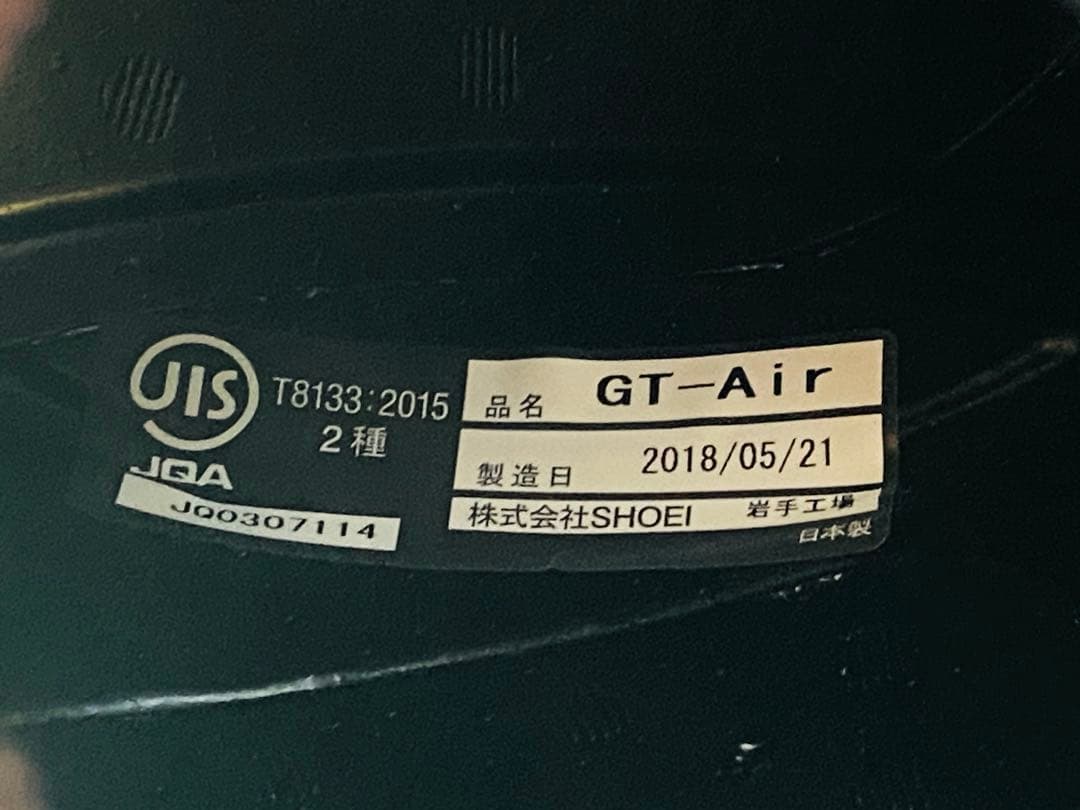 JIS
T8133:2015
2種
JQA
JQ0307114
品名 GT-Air
製造日 2018/05/21
株式会社SHOEI 岩手工場
日本製